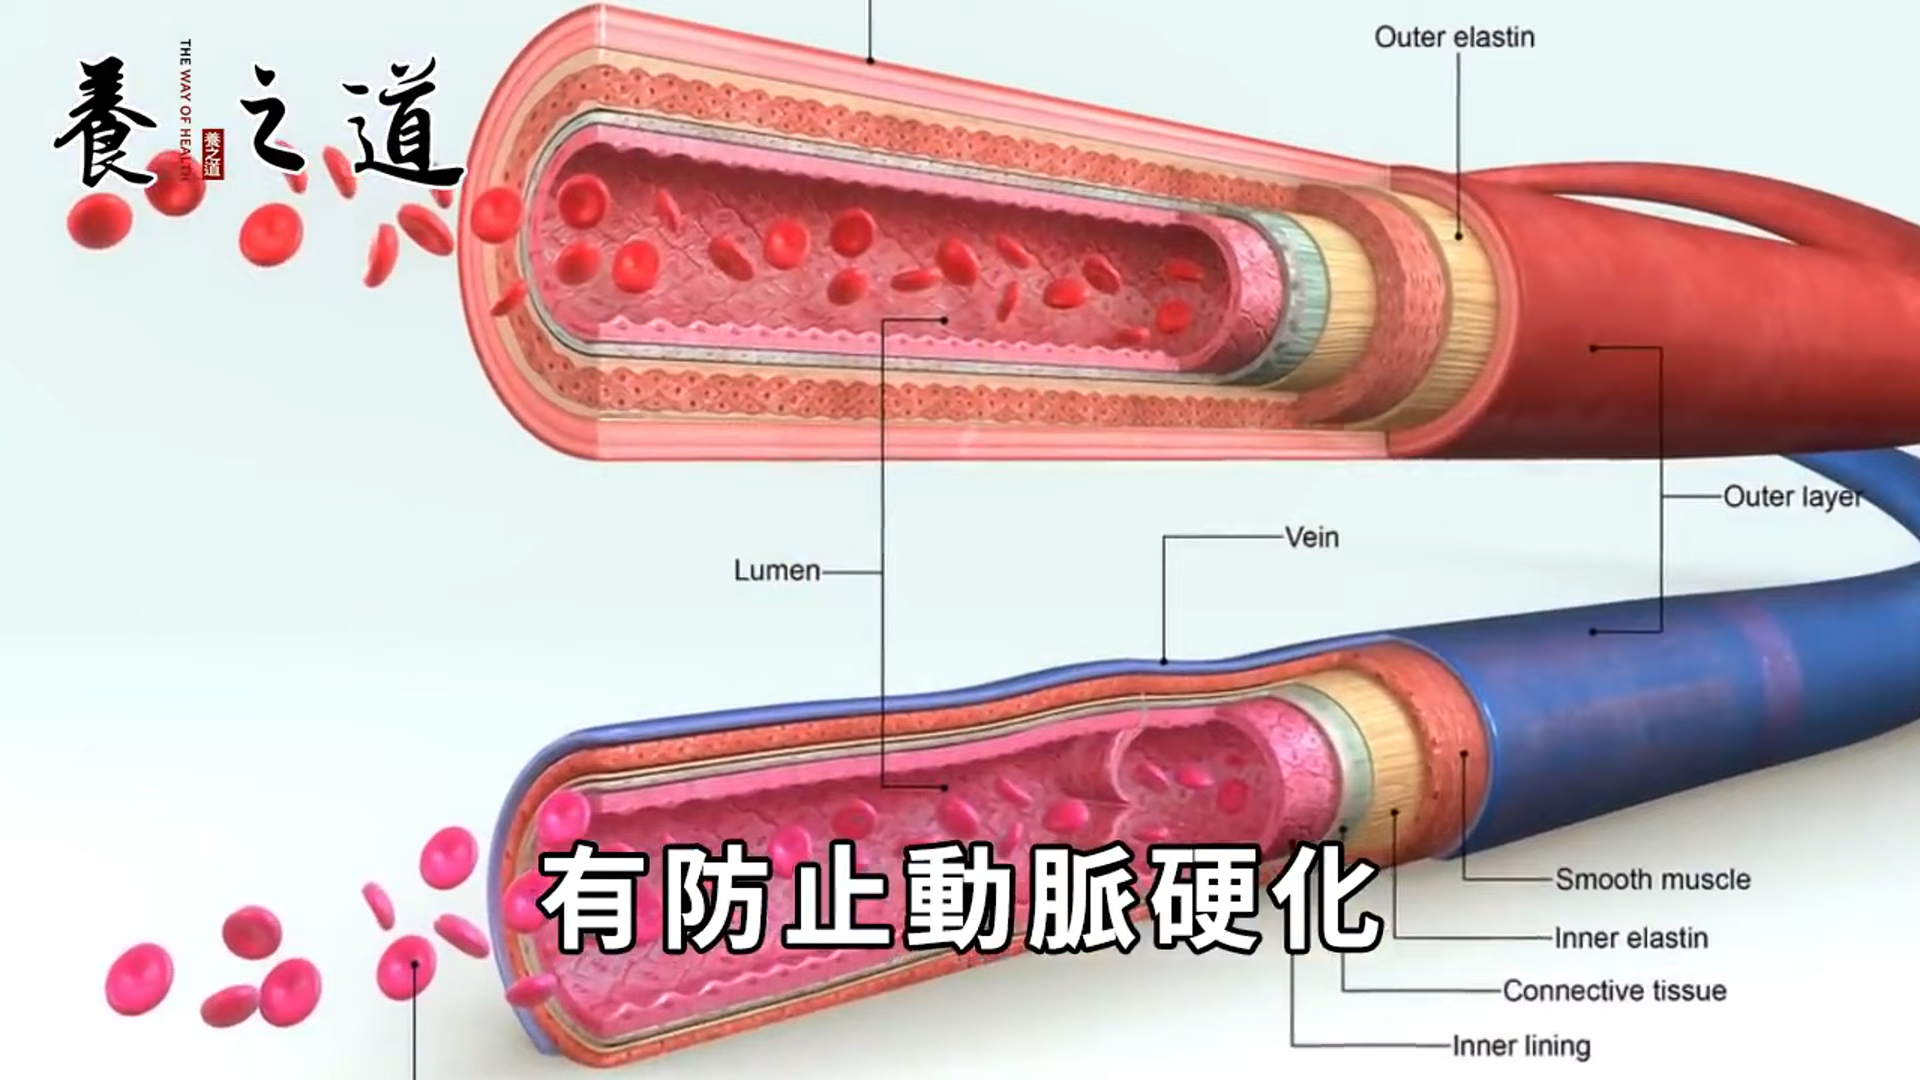 養之道
THE WAY OF HEALTH
養之道
Outer elastin
Outer layer
Vein
Lumen
有防止動脈硬化
Smooth muscle
Inner elastin
Connective tissue
Inner lining